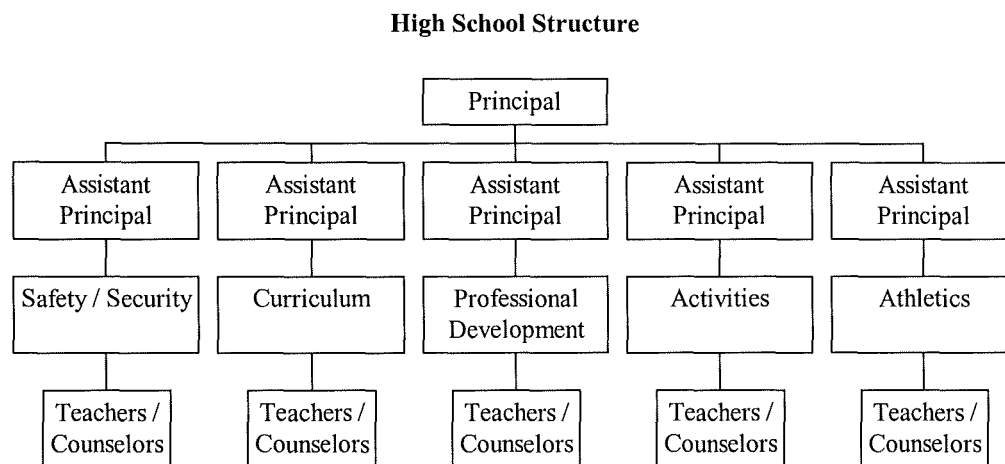 High School Structure
Principal
Assistant
Principal
Assistant
Principal
Assistant
Principal
Assistant
Principal
Assistant
Principal
Safety / Security
Curriculum
Professional
Development
Activities
Athletics
Teachers /
Counselors
Teachers /
Counselors
Teachers /
Counselors
Teachers /
Counselors
Teachers /
Counselors